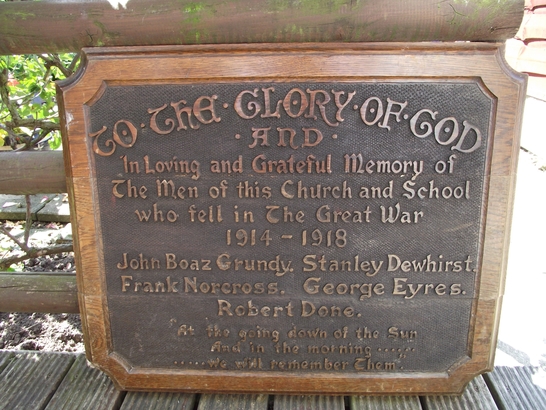 TO · THE · GLORY · OF · GOD
· AND ·
In Loving and Grateful Memory of
The Men of this Church and School
who fell in The Great War
1914 - 1918
John Boaz Grundy. Stanley Dewhirst.
Frank Norcross. George Eyres.
Robert Done.
At the going down of the Sun
And in the morning ....
..... We will remember Them.